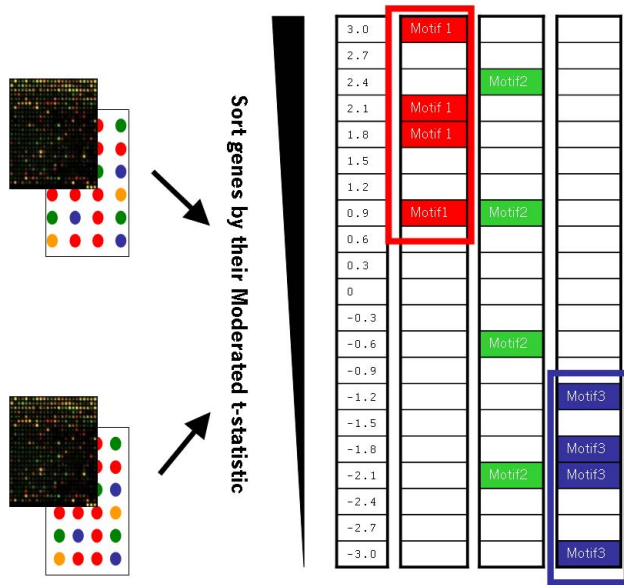 Sort genes by their Moderated t-statistic
3.0 Motif 1
2.7
2.4 Motif2
2.1 Motif 1
1.8 Motif 1
1.5
1.2
0.9 Motif1 Motif2
0.6
0.3
0
-0.3
-0.6 Motif2
-0.9
-1.2 Motif3
-1.5
-1.8 Motif3
-2.1 Motif2 Motif3
-2.4
-2.7
-3.0 Motif3